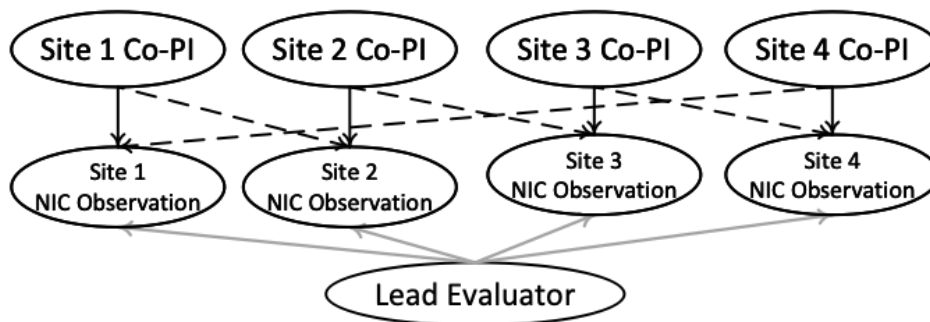 Site 1 Co-PI
Site 2 Co-PI
Site 3 Co-PI
Site 4 Co-PI
Site 1
NIC Observation
Site 2
NIC Observation
Site 3
NIC Observation
Site 4
NIC Observation
Lead Evaluator